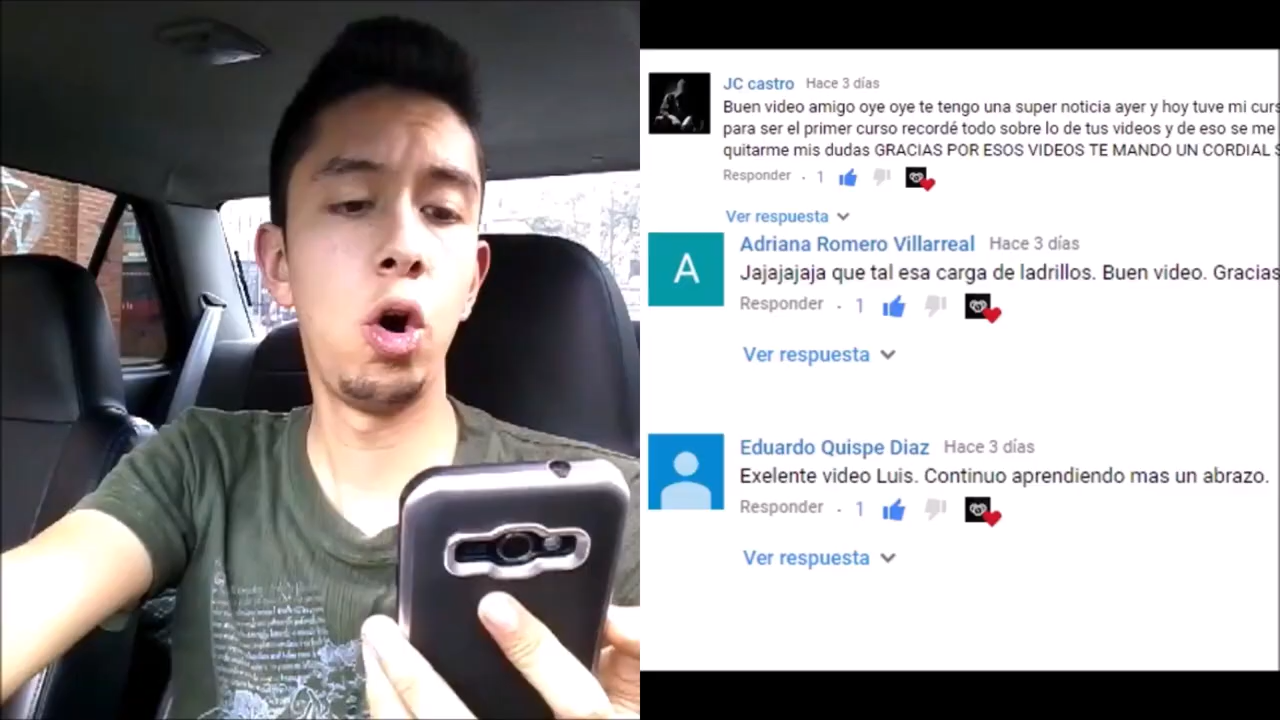 JC castro Hace 3 días
Buen video amigo oye oye te tengo una super noticia ayer y hoy tuve mi curs
para ser el primer curso recordé todo sobre lo de tus videos y de eso se me
quitarme mis dudas GRACIAS POR ESOS VIDEOS TE MANDO UN CORDIAL S
Responder · 1
Ver respuesta
A
Adriana Romero Villarreal Hace 3 días
Jajajajaja que tal esa carga de ladrillos. Buen video. Gracias
Responder · 1
Ver respuesta
Eduardo Quispe Diaz Hace 3 días
Exelente video Luis. Continuo aprendiendo mas un abrazo.
Responder · 1
Ver respuesta